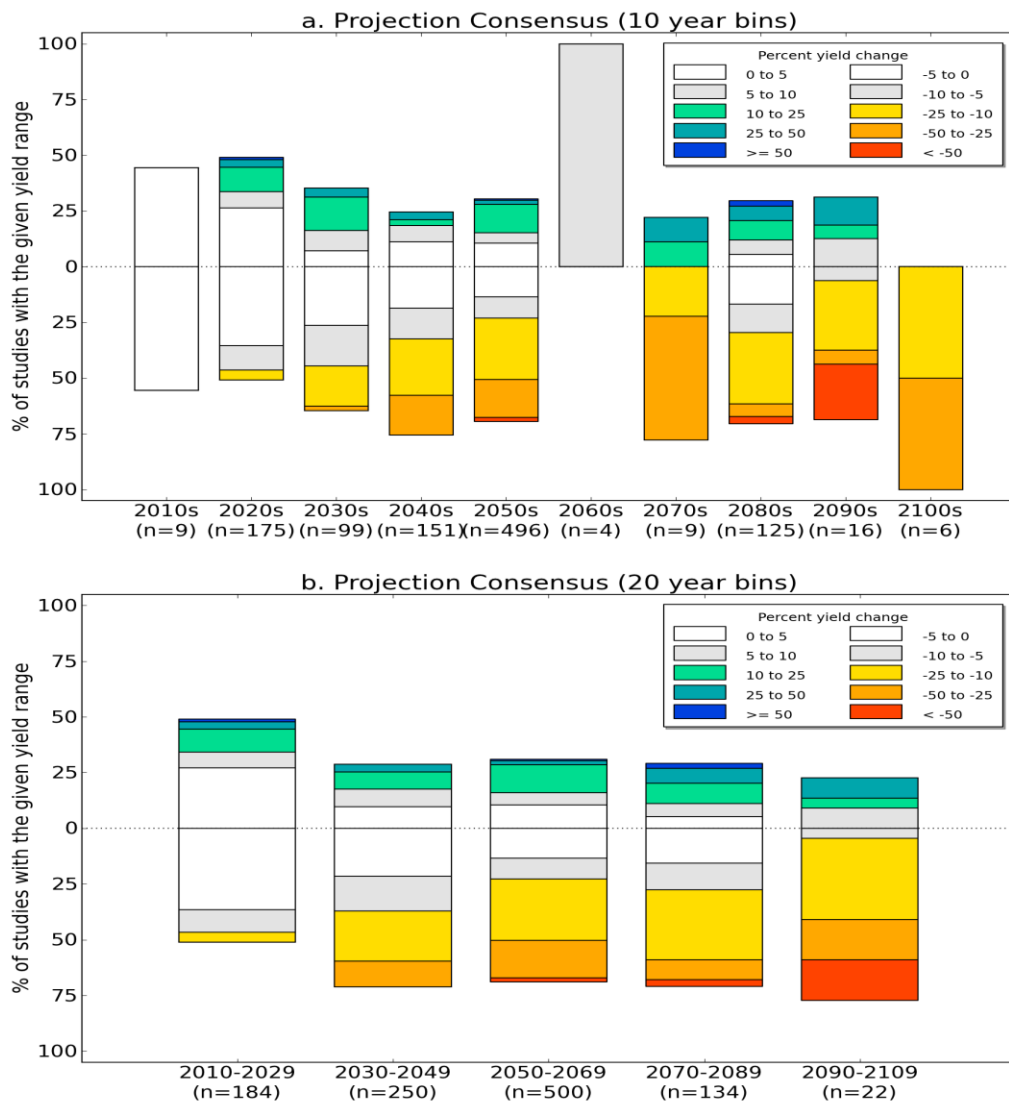 a. Projection Consensus (10 year bins)
100
75
50
25
0
25
50
75
100
% of studies with the given yield range
Percent yield change
0 to 5 -5 to 0
5 to 10 -10 to -5
10 to 25 -25 to -10
25 to 50 -50 to -25
>= 50 < -50
2010s 2020s 2030s 2040s 2050s 2060s 2070s 2080s 2090s 2100s
(n=9) (n=175) (n=99) (n=151) (n=496) (n=4) (n=9) (n=125) (n=16) (n=6)
b. Projection Consensus (20 year bins)
100
75
50
25
0
25
50
75
100
% of studies with the given yield range
Percent yield change
0 to 5 -5 to 0
5 to 10 -10 to -5
10 to 25 -25 to -10
25 to 50 -50 to -25
>= 50 < -50
2010-2029 2030-2049 2050-2069 2070-2089 2090-2109
(n=184) (n=250) (n=500) (n=134) (n=22)